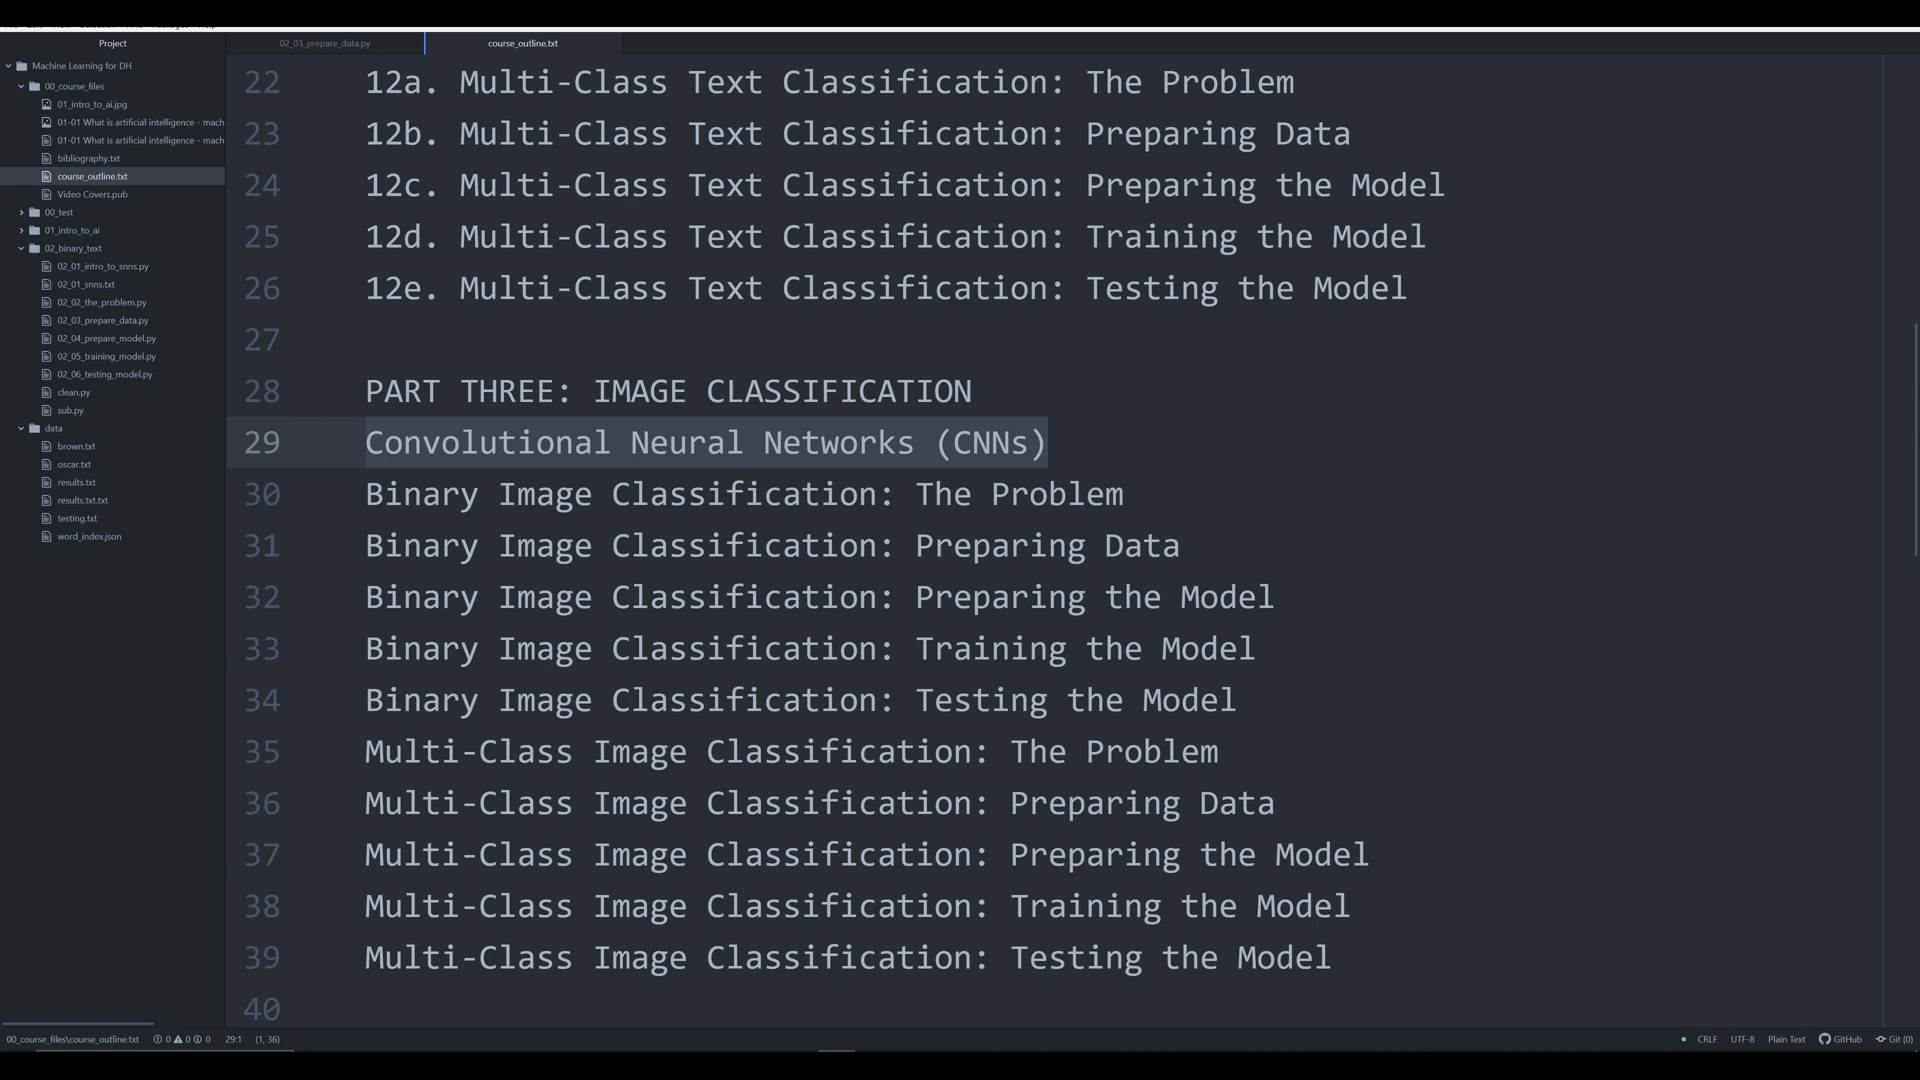 Project
02_03_prepare_data.py
course_outline.txt
Machine Learning for DH
00_course_files
01_intro_to_ai.jpg
01-01 What is artificial intelligence - mach
01-01 What is artificial intelligence - mach
bibliography.txt
course_outline.txt
Video Covers.pub
00_test
01_intro_to_ai
02_binary_text
02_01_intro_to_snns.py
02_01_snns.txt
02_02_the_problem.py
02_03_prepare_data.py
02_04_prepare_model.py
02_05_training_model.py
02_06_testing_model.py
clean.py
sub.py
data
brown.txt
oscar.txt
results.txt
results.txt.txt
testing.txt
word_index.json
22 12a. Multi-Class Text Classification: The Problem
23 12b. Multi-Class Text Classification: Preparing Data
24 12c. Multi-Class Text Classification: Preparing the Model
25 12d. Multi-Class Text Classification: Training the Model
26 12e. Multi-Class Text Classification: Testing the Model
27
28 PART THREE: IMAGE CLASSIFICATION
29 Convolutional Neural Networks (CNNs)
30 Binary Image Classification: The Problem
31 Binary Image Classification: Preparing Data
32 Binary Image Classification: Preparing the Model
33 Binary Image Classification: Training the Model
34 Binary Image Classification: Testing the Model
35 Multi-Class Image Classification: The Problem
36 Multi-Class Image Classification: Preparing Data
37 Multi-Class Image Classification: Preparing the Model
38 Multi-Class Image Classification: Training the Model
39 Multi-Class Image Classification: Testing the Model
40
00_course_files\course_outline.txt 0 0 0 29:1 (1, 36) CRLF UTF-8 Plain Text GitHub Git (0)